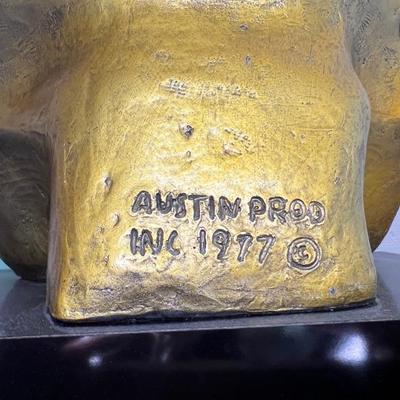 AUSTIN PROD
INC 1977 ©